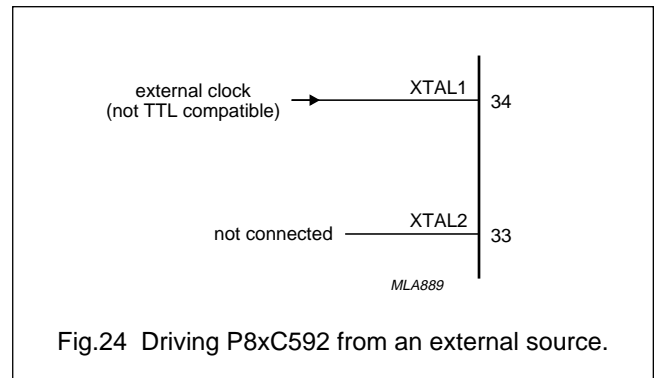 external clock
(not TTL compatible)
XTAL1
34
not connected
XTAL2
33
MLA889
Fig.24 Driving P8xC592 from an external source.